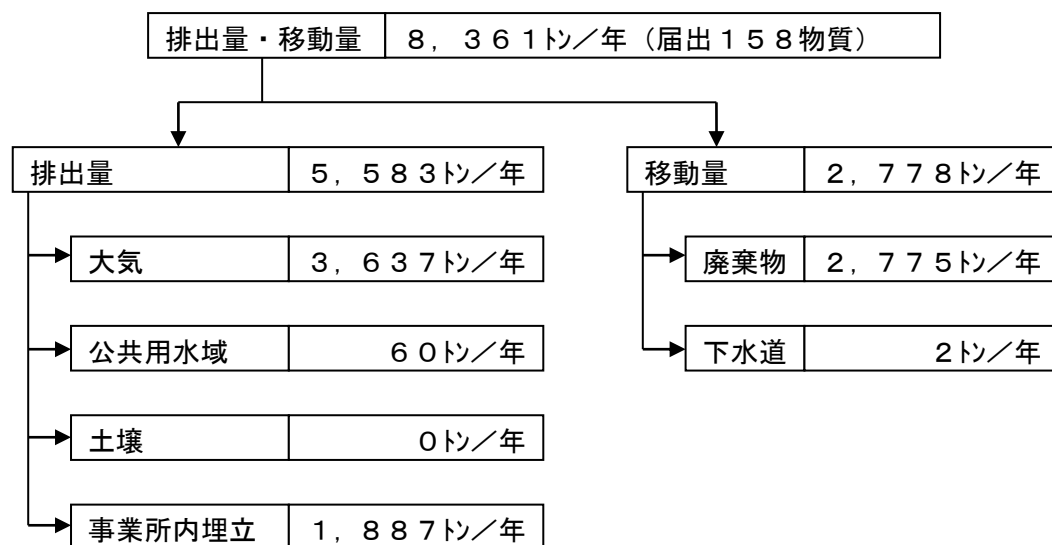 排出量・移動量 ８，３６１㌧／年（届出１５８物質）
排出量 ５，５８３㌧／年
移動量 ２，７７８㌧／年
大気 ３，６３７㌧／年
廃棄物 ２，７７５㌧／年
公共用水域 ６０㌧／年
下水道 ２㌧／年
土壌 ０㌧／年
事業所内埋立 １，８８７㌧／年